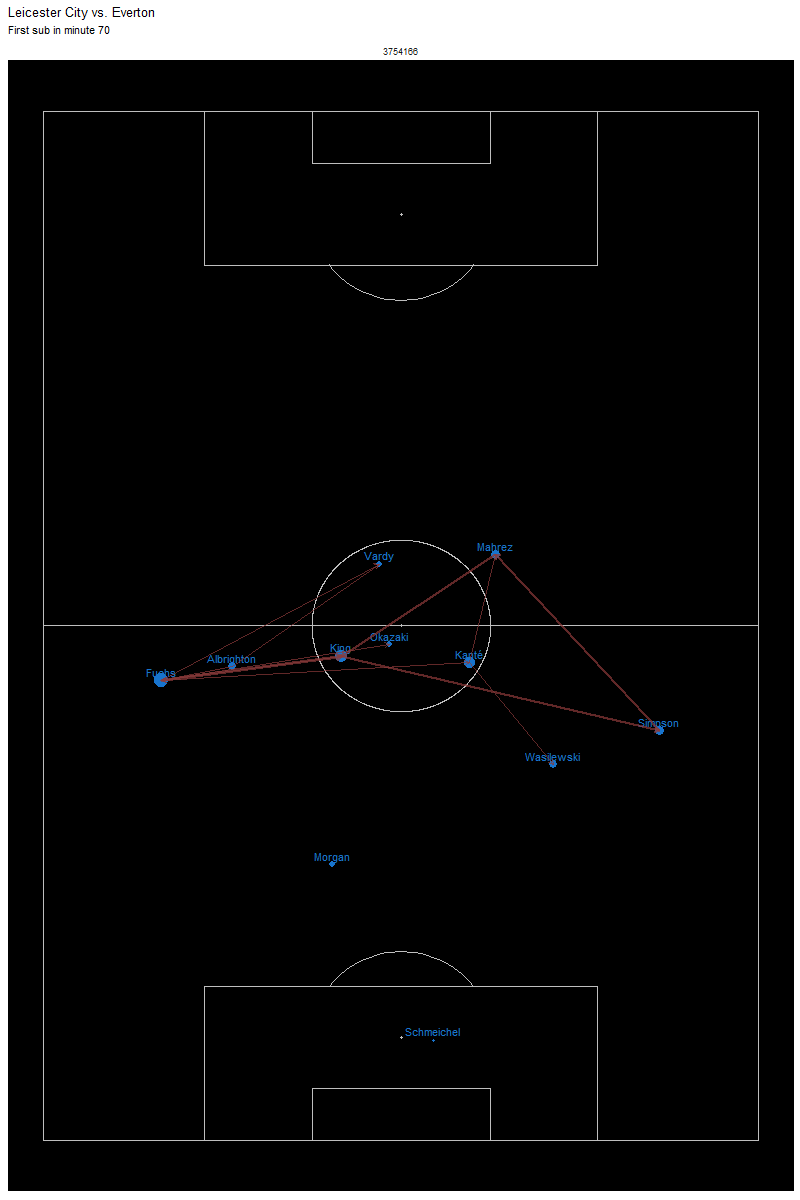 Leicester City vs. Everton
First sub in minute 70
3754166
Vardy
Mahrez
Okazaki
King
Kanté
Albrighton
Fuchs
Simpson
Wasilewski
Morgan
Schmeichel